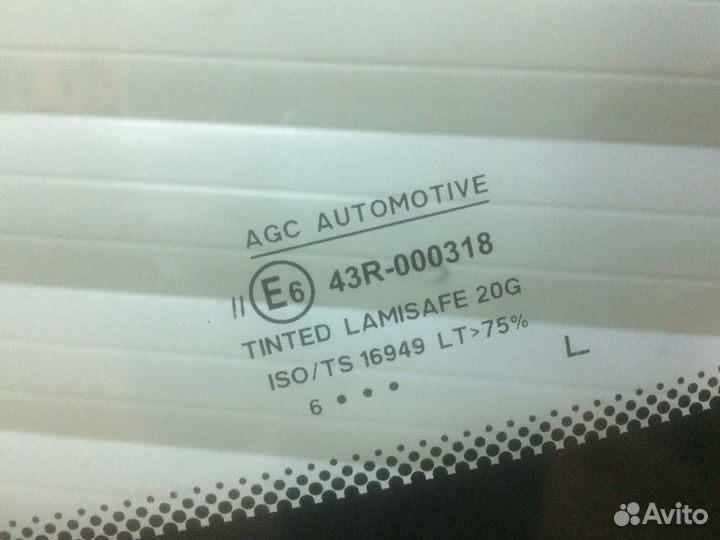 AGC AUTOMOTIVE
II E6 43R-000318
TINTED LAMISAFE 20G
ISO/TS 16949 LT>75%
6 • • •
L
Avito